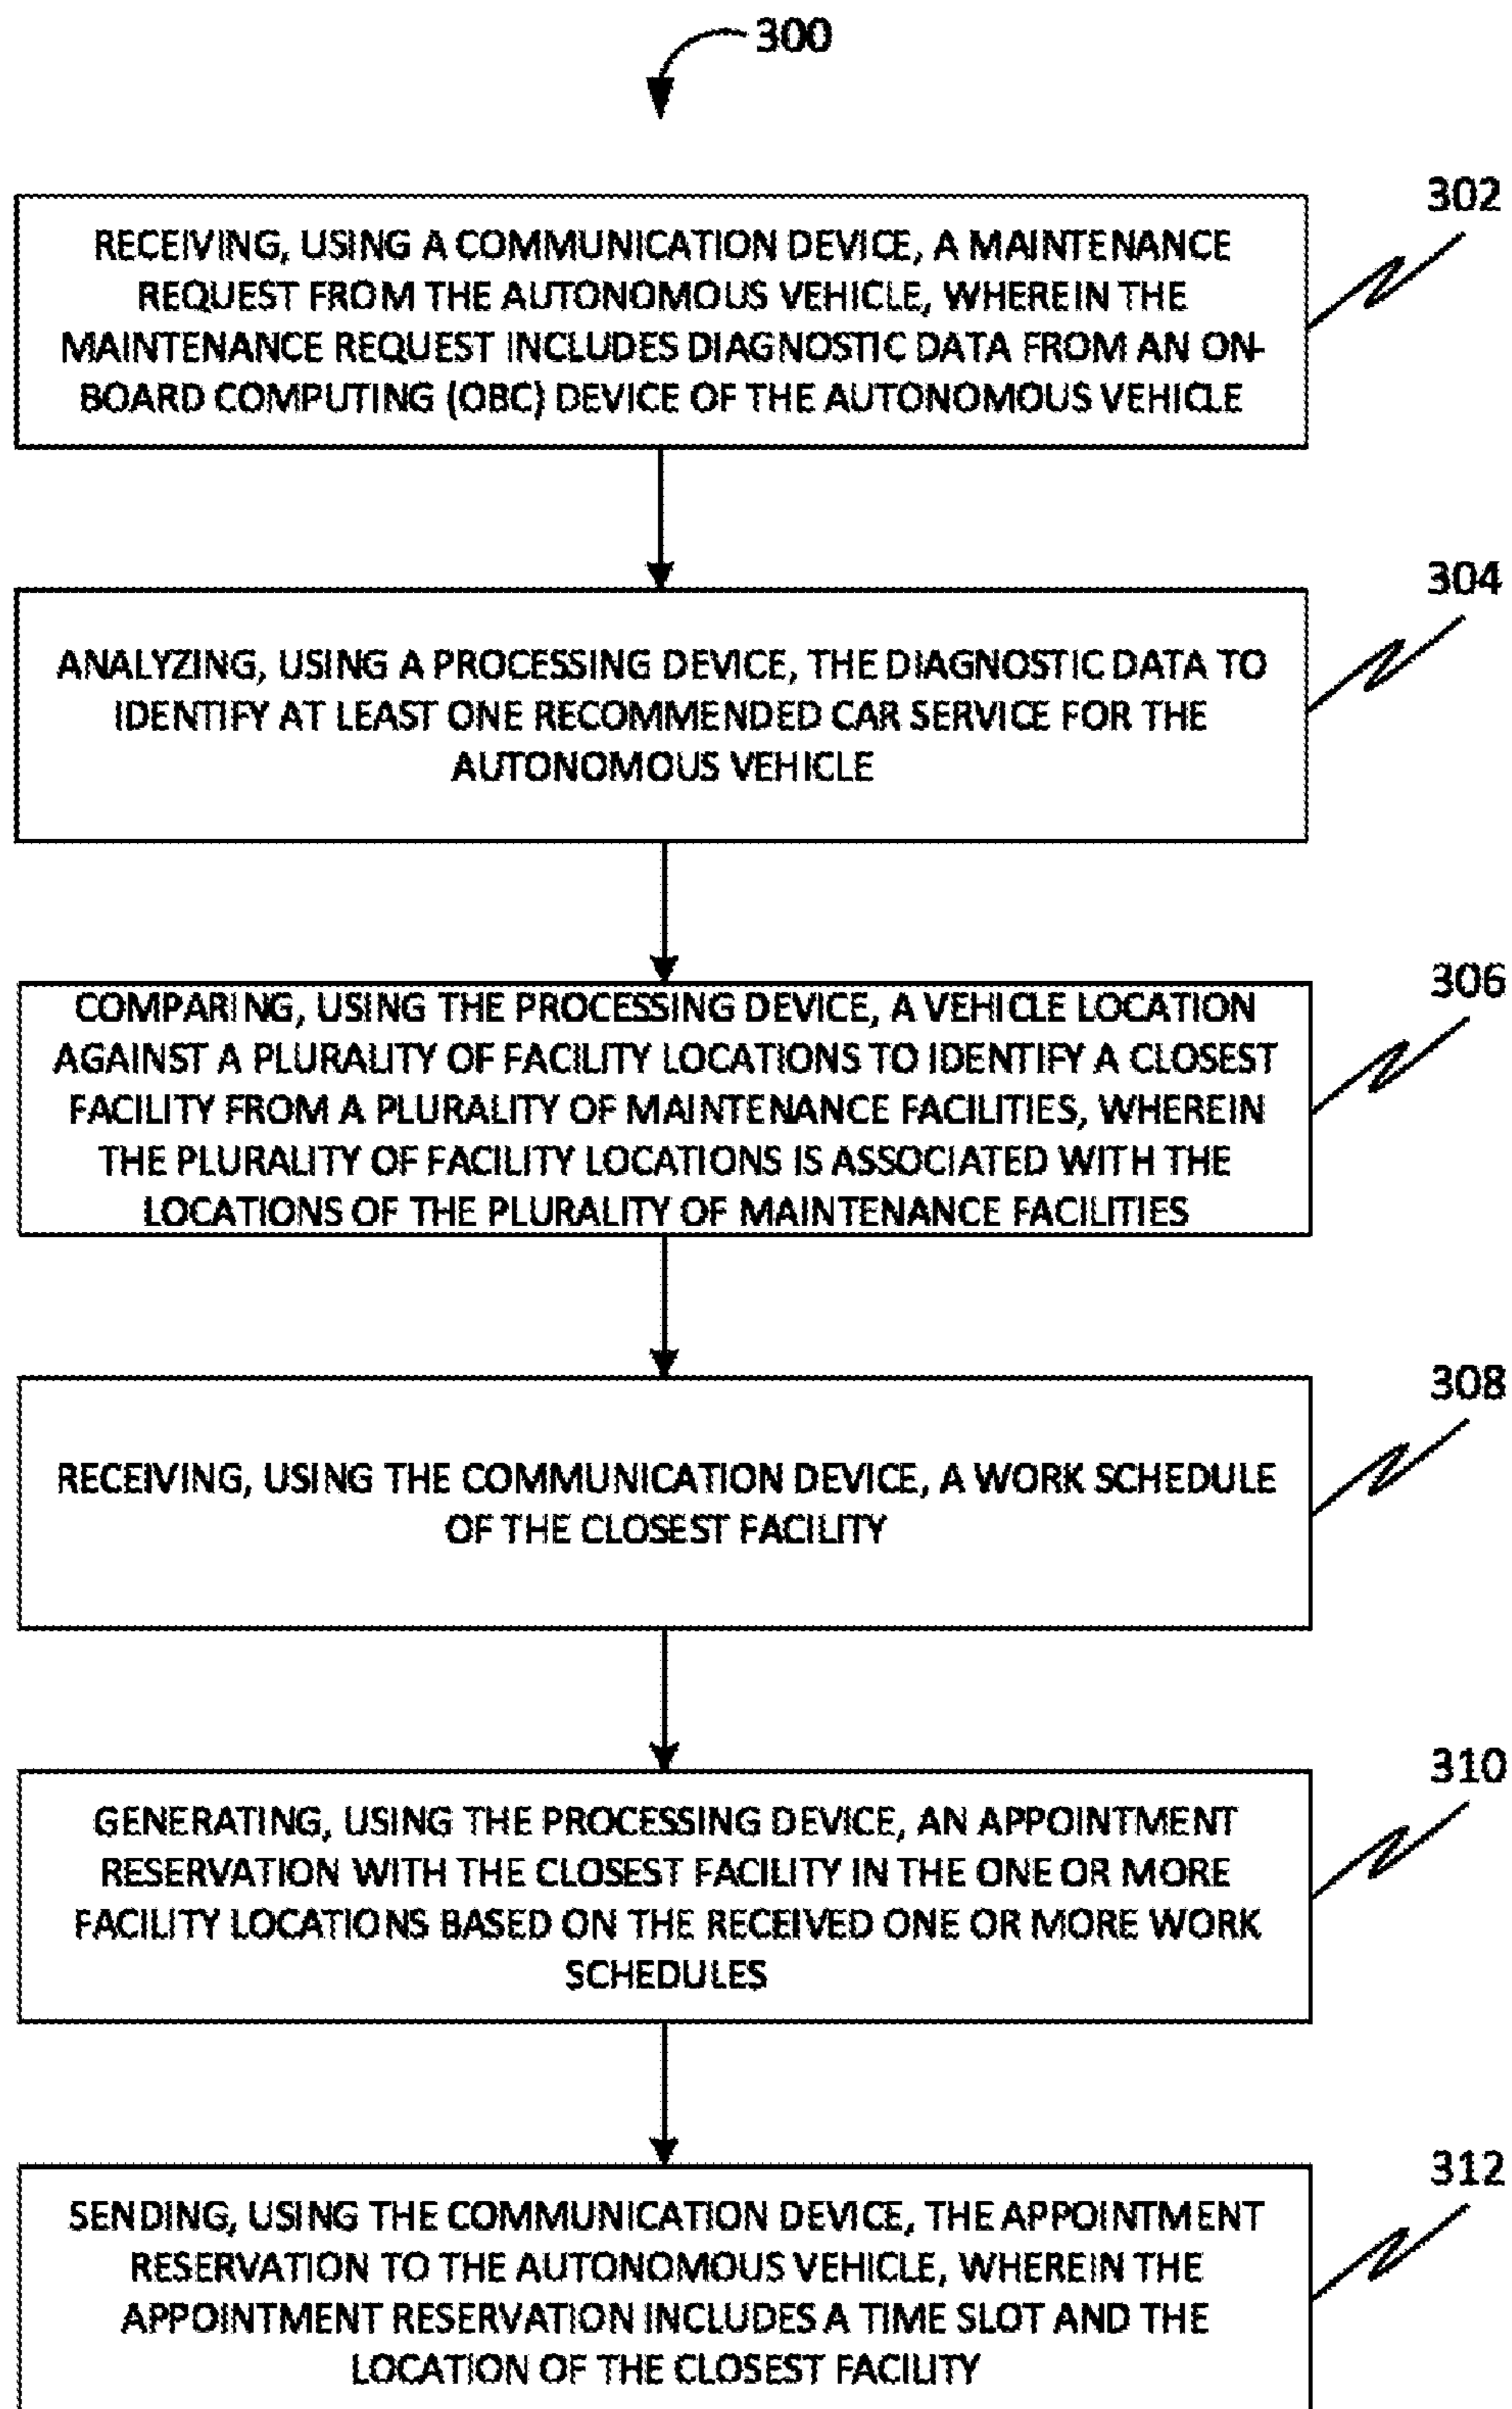 300
302
RECEIVING, USING A COMMUNICATION DEVICE, A MAINTENANCE
REQUEST FROM THE AUTONOMOUS VEHICLE, WHEREIN THE
MAINTENANCE REQUEST INCLUDES DIAGNOSTIC DATA FROM AN ON-
BOARD COMPUTING (OBC) DEVICE OF THE AUTONOMOUS VEHICLE
304
ANALYZING, USING A PROCESSING DEVICE, THE DIAGNOSTIC DATA TO
IDENTIFY AT LEAST ONE RECOMMENDED CAR SERVICE FOR THE
AUTONOMOUS VEHICLE
306
COMPARING, USING THE PROCESSING DEVICE, A VEHICLE LOCATION
AGAINST A PLURALITY OF FACILITY LOCATIONS TO IDENTIFY A CLOSEST
FACILITY FROM A PLURALITY OF MAINTENANCE FACILITIES, WHEREIN
THE PLURALITY OF FACILITY LOCATIONS IS ASSOCIATED WITH THE
LOCATIONS OF THE PLURALITY OF MAINTENANCE FACILITIES
308
RECEIVING, USING THE COMMUNICATION DEVICE, A WORK SCHEDULE
OF THE CLOSEST FACILITY
310
GENERATING, USING THE PROCESSING DEVICE, AN APPOINTMENT
RESERVATION WITH THE CLOSEST FACILITY IN THE ONE OR MORE
FACILITY LOCATIONS BASED ON THE RECEIVED ONE OR MORE WORK
SCHEDULES
312
SENDING, USING THE COMMUNICATION DEVICE, THE APPOINTMENT
RESERVATION TO THE AUTONOMOUS VEHICLE, WHEREIN THE
APPOINTMENT RESERVATION INCLUDES A TIME SLOT AND THE
LOCATION OF THE CLOSEST FACILITY